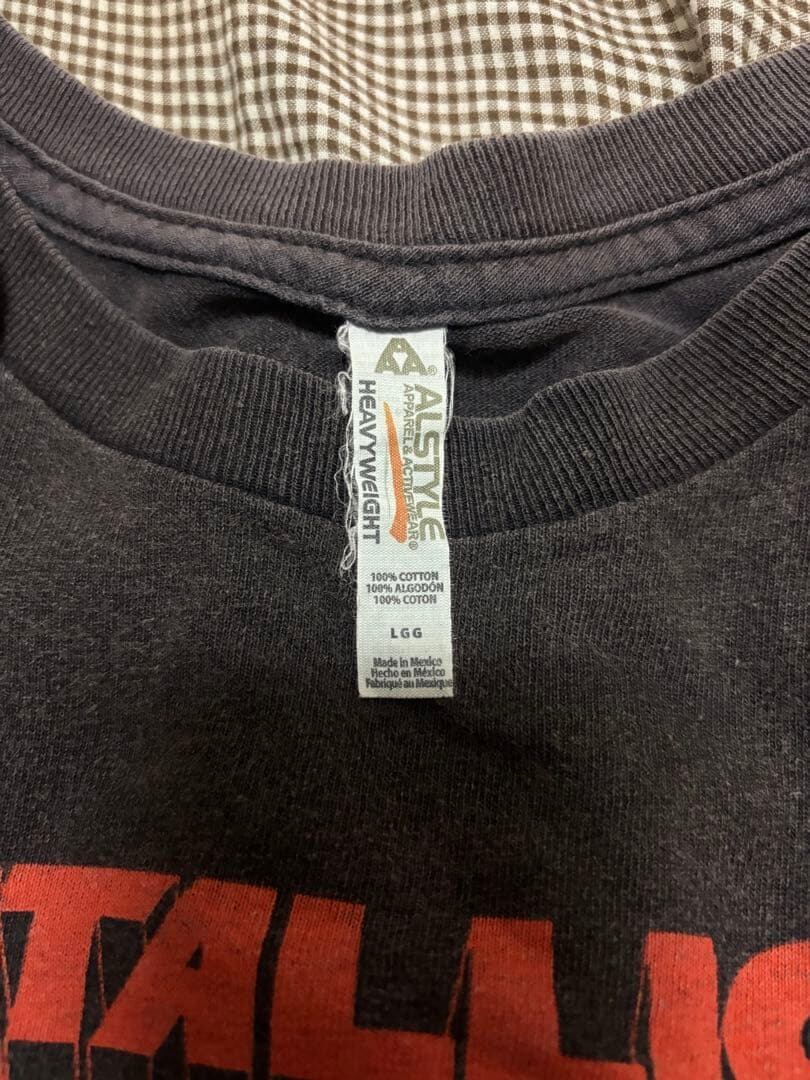 AA®
ALSTYLE
APPAREL & ACTIVEWEAR®
HEAVYWEIGHT
100% COTTON
100% ALGODÓN
100% COTON
LGG
Made in Mexico
Hecho en México
Fabriqué au Mexique
TALLIC